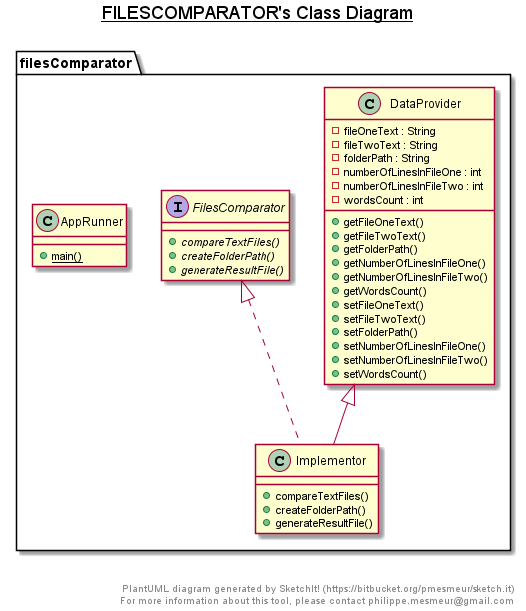 FILESCOMPARATOR's Class Diagram
filesComparator
C DataProvider
fileOneText : String
fileTwoText : String
folderPath : String
numberOfLinesInFileOne : int
numberOfLinesInFileTwo : int
wordsCount : int
getFileOneText()
getFileTwoText()
getFolderPath()
getNumberOfLinesInFileOne()
getNumberOfLinesInFileTwo()
getWordsCount()
setFileOneText()
setFileTwoText()
setFolderPath()
setNumberOfLinesInFileOne()
setNumberOfLinesInFileTwo()
setWordsCount()
C AppRunner
main()
I FilesComparator
compareTextFiles()
createFolderPath()
generateResultFile()
C Implementor
compareTextFiles()
createFolderPath()
generateResultFile()
PlantUML diagram generated by SketchIt! (https://bitbucket.org/pmesmeur/sketch.it)
For more information about this tool, please contact philippe.mesmeur@gmail.com